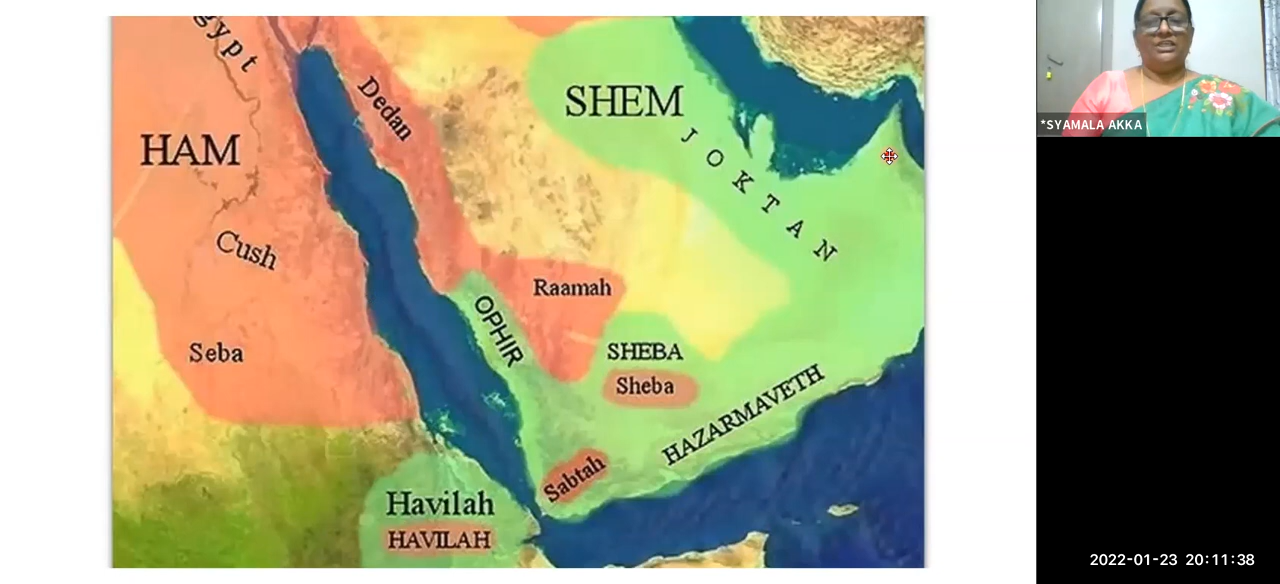 gypt
Dedan
SHEM
HAM
JOKTAN
Cush
Raamah
OPHIR
Seba
SHEBA
Sheba
HAZARMAVETH
Sabtah
Havilah
HAVILAH
*SYAMALA AKKA
2022-01-23 20:11:38